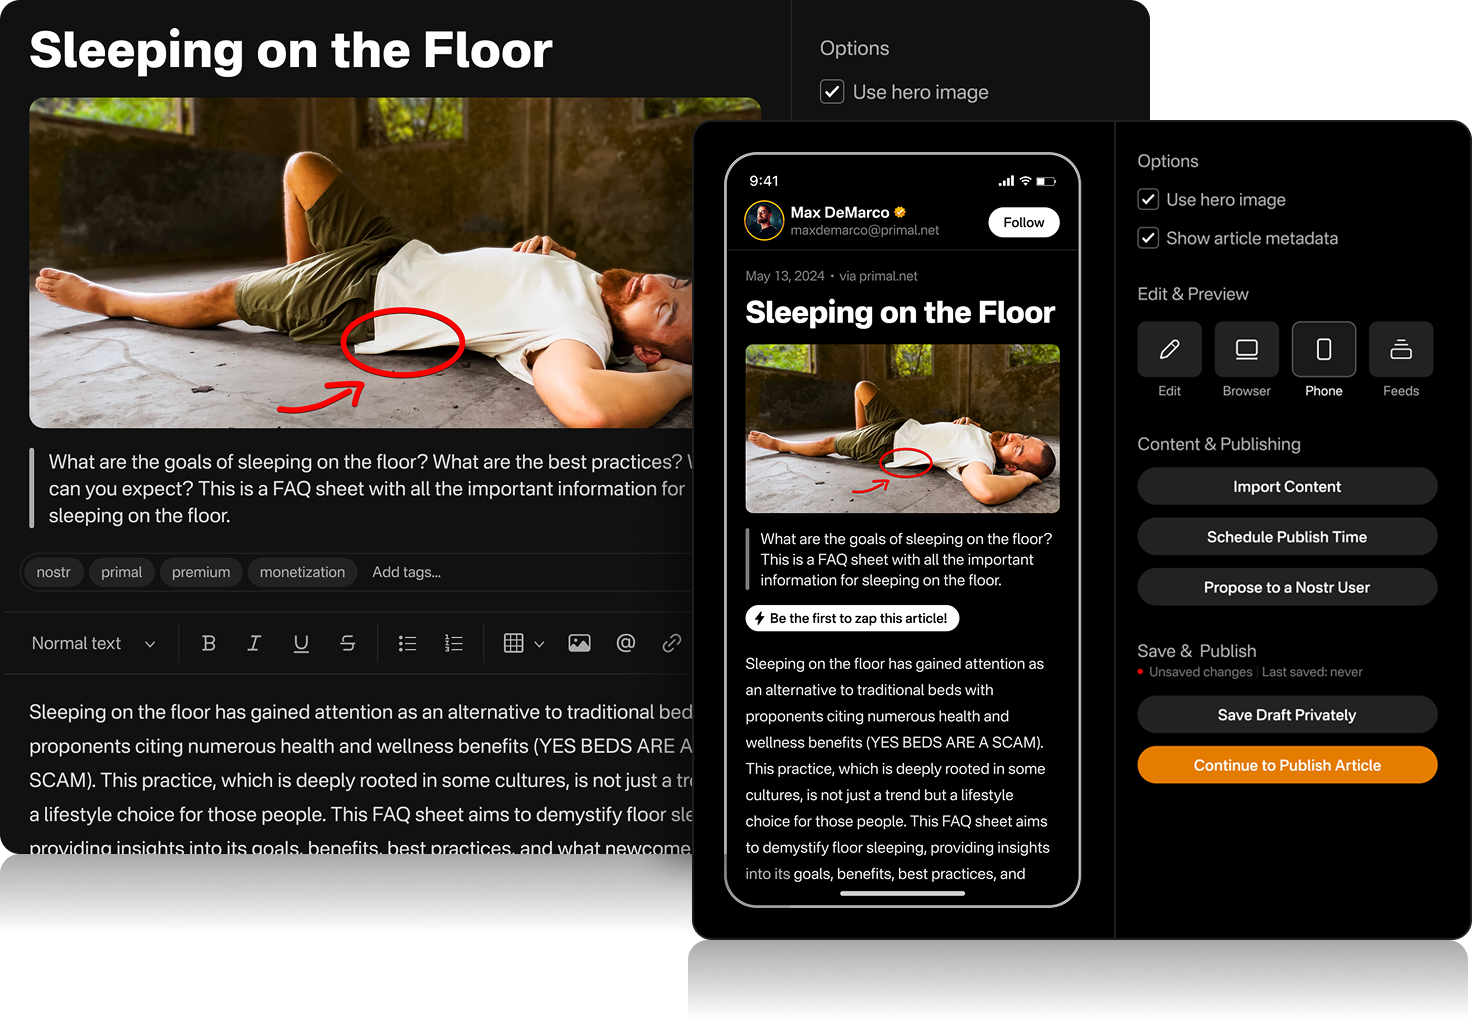 Sleeping on the Floor
Options
Use hero image
What are the goals of sleeping on the floor? What are the best practices?
can you expect? This is a FAQ sheet with all the important information for
sleeping on the floor.
nostr
primal
premium
monetization
Add tags...
Normal text
B I U S
@
Sleeping on the floor has gained attention as an alternative to traditional bed
proponents citing numerous health and wellness benefits (YES BEDS ARE A
SCAM). This practice, which is deeply rooted in some cultures, is not just a tr
a lifestyle choice for those people. This FAQ sheet aims to demystify floor sle
providing insights into its goals, benefits, best practices, and what newcome
9:41
Max DeMarco
maxdemarco@primal.net
Follow
May 13, 2024 • via primal.net
Sleeping on the Floor
What are the goals of sleeping on the floor?
This is a FAQ sheet with all the important
information for sleeping on the floor.
Be the first to zap this article!
Sleeping on the floor has gained attention as
an alternative to traditional beds with
proponents citing numerous health and
wellness benefits (YES BEDS ARE A SCAM).
This practice, which is deeply rooted in some
cultures, is not just a trend but a lifestyle
choice for those people. This FAQ sheet aims
to demystify floor sleeping, providing insights
into its goals, benefits, best practices, and
Options
Use hero image
Show article metadata
Edit & Preview
Edit
Browser
Phone
Feeds
Content & Publishing
Import Content
Schedule Publish Time
Propose to a Nostr User
Save & Publish
Unsaved changes | Last saved: never
Save Draft Privately
Continue to Publish Article